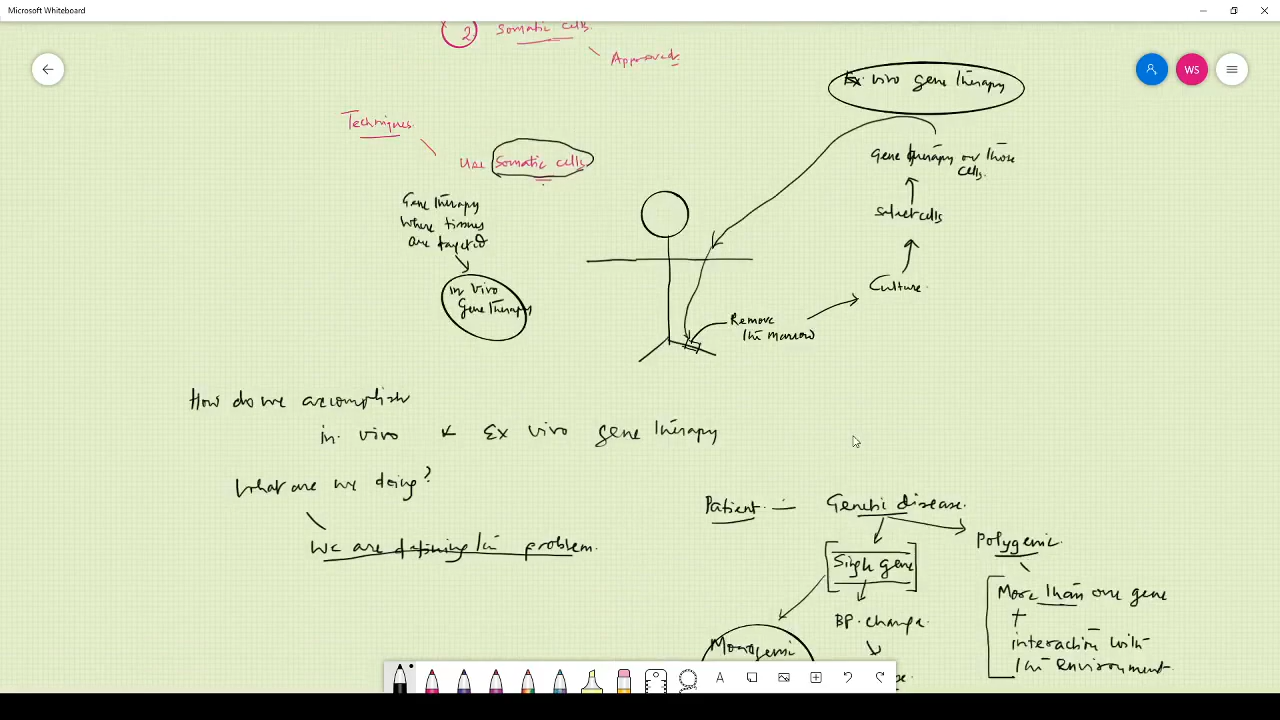 Microsoft Whiteboard
2 Somatic cells
Approved
WS
Ex vivo gene therapy
Techniques
Use Somatic cells
Gene therapy on those
cells.
Gene therapy
where tissues
are targeted
Select cells
in vivo
Gene therapy
Culture
Remove
the marrow
How do we accomplish
in vivo & Ex vivo gene therapy
What are we doing?
We are defining the problem.
Patient Genetic disease.
Polygenic
Single gene
More than one gene
+
BP. change
interaction with
the Environment
Monogenic
A